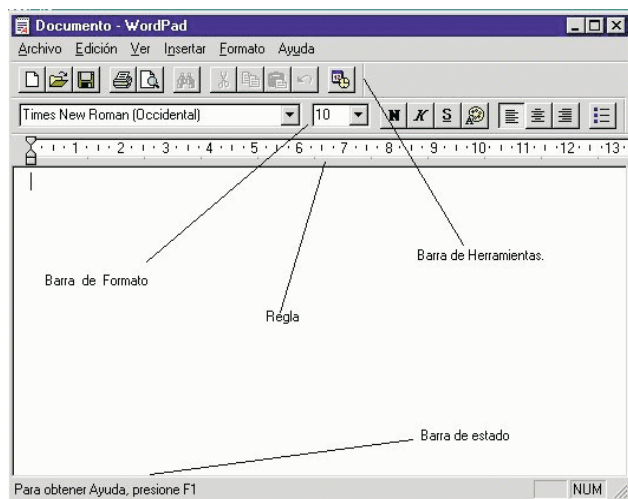 Documento - WordPad
Archivo Edición Ver Insertar Formato Ayuda
Times New Roman (Occidental) 10 N K S
1 2 3 4 5 6 7 8 9 10 11 12 13
Barra de Herramientas.
Barra de Formato
Regla
Barra de estado
Para obtener Ayuda, presione F1 NUM